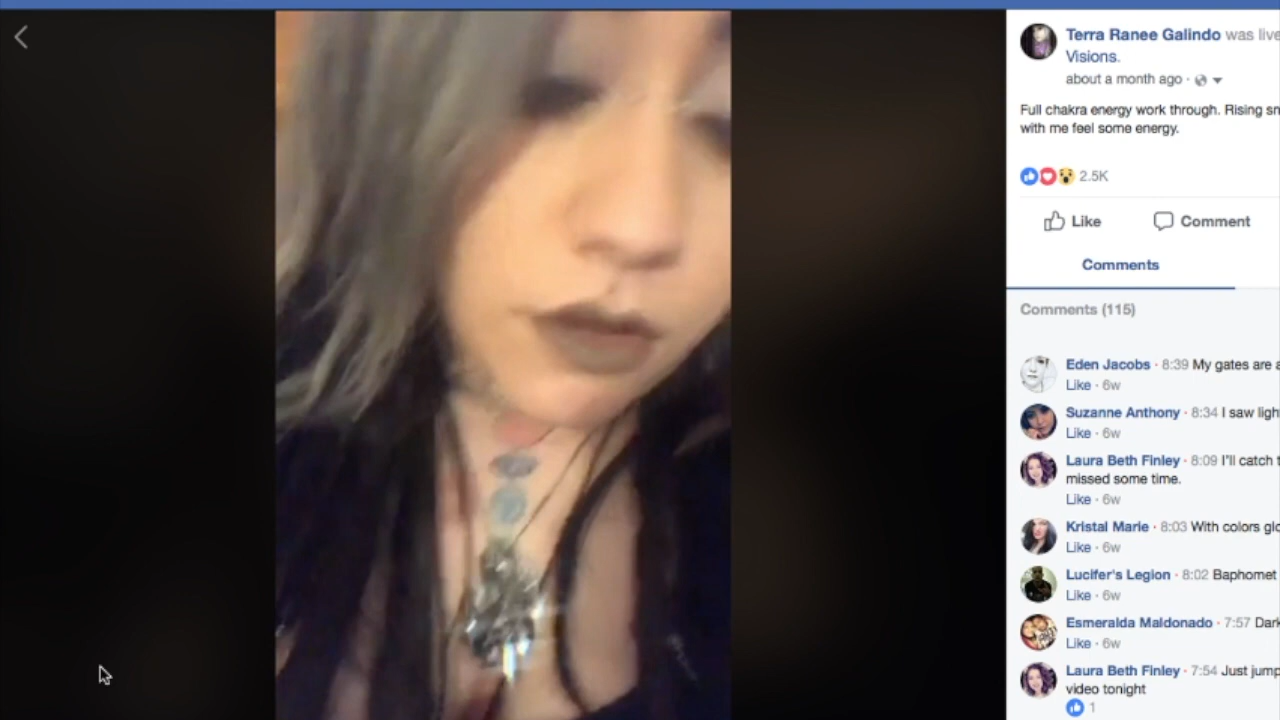 Terra Ranee Galindo was live
Visions.
about a month ago ·
Full chakra energy work through. Rising
with me feel some energy.
2.5K
Like Comment
Comments
Comments (115)
Eden Jacobs · 8:39 My gates are
Like · 6w
Suzanne Anthony · 8:34 I saw
Like · 6w
Laura Beth Finley · 8:09 I'll catch
missed some time.
Like · 6w
Kristal Marie · 8:03 With colors
Like · 6w
Lucifer's Legion · 8:02 Baphomet
Like · 6w
Esmeralda Maldonado · 7:57
Like · 6w
Laura Beth Finley · 7:54 Just
video tonight
1